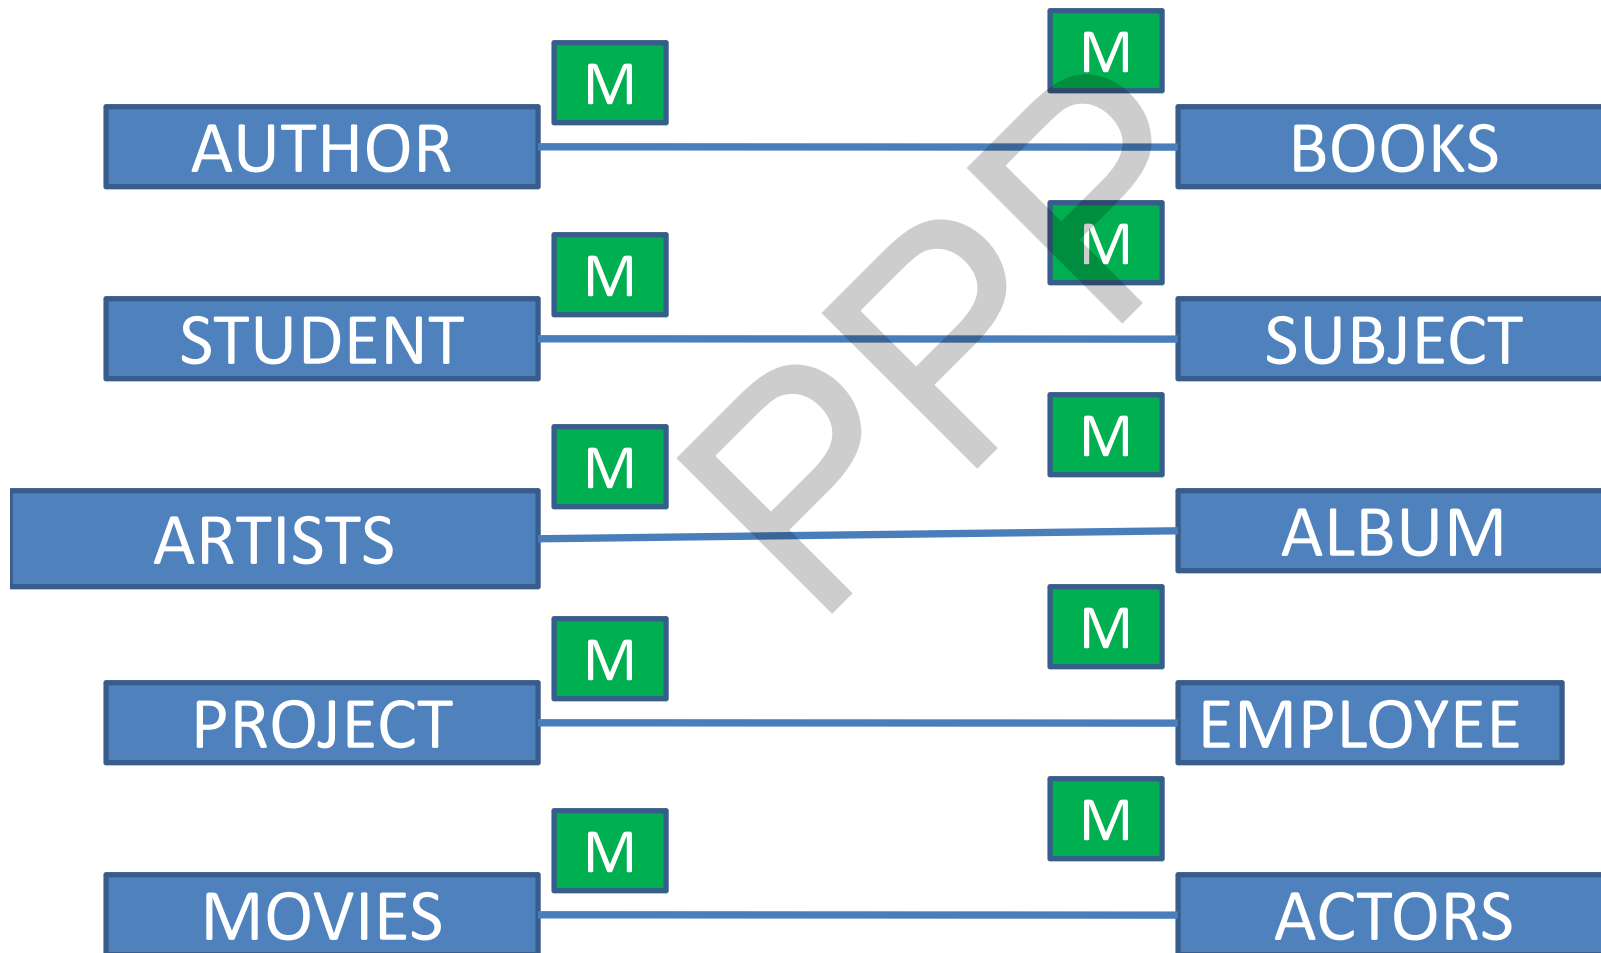 M M
AUTHOR BOOKS
M M
STUDENT SUBJECT
M M
ARTISTS ALBUM
M M
PROJECT EMPLOYEE
M M
MOVIES ACTORS
PPP